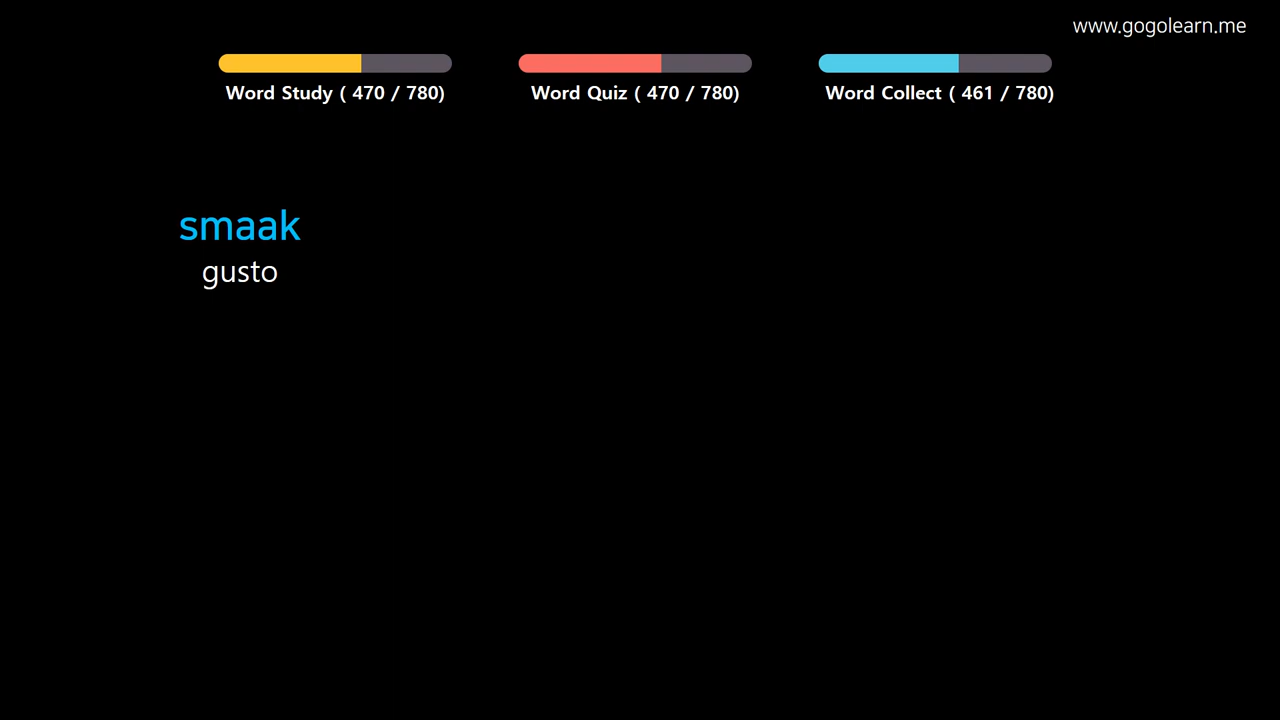 www.gogolearn.me
Word Study ( 470 / 780)
Word Quiz ( 470 / 780)
Word Collect ( 461 / 780)
smaak
gusto